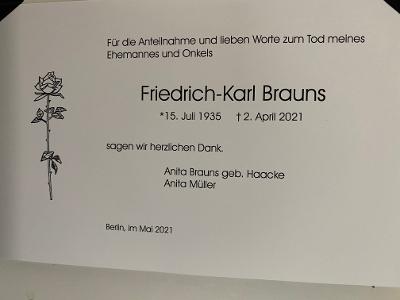 Für die Anteilnahme und lieben Worte zum Tod meines
Ehemannes und Onkels
Friedrich-Karl Brauns
*15. Juli 1935 † 2. April 2021
sagen wir herzlichen Dank.
Anita Brauns geb. Haacke
Anita Müller
Berlin, im Mai 2021